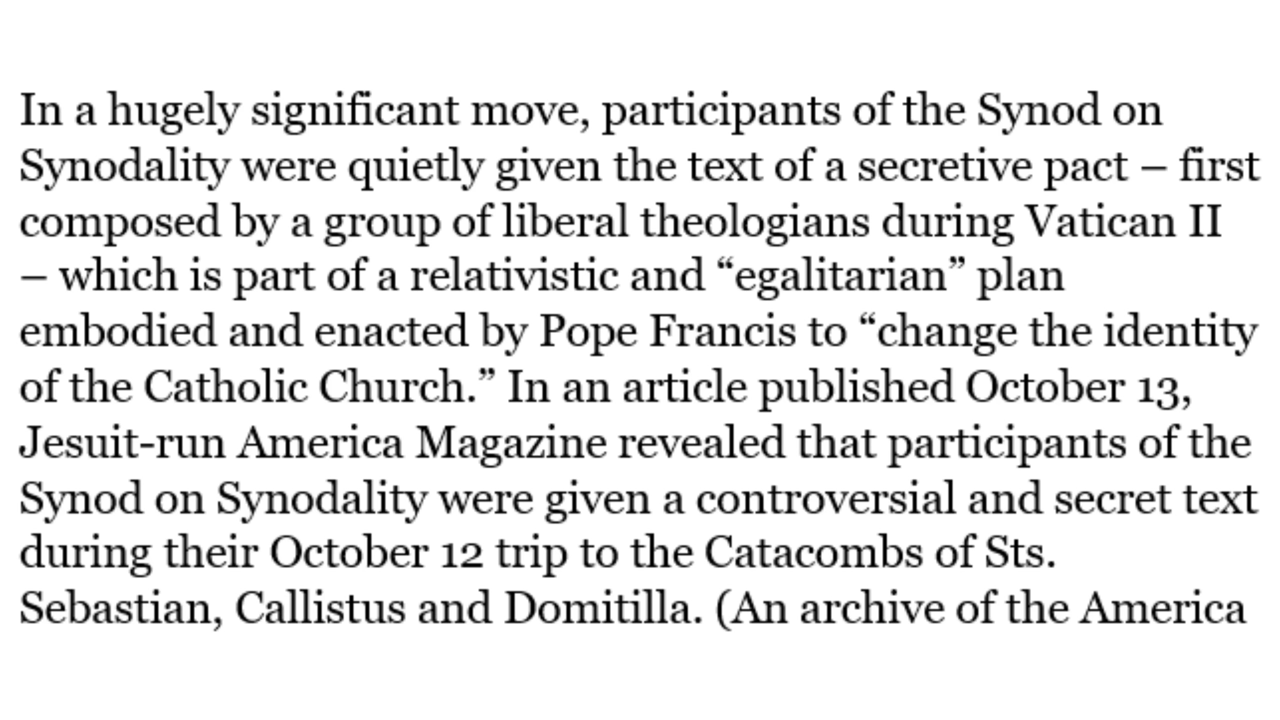 In a hugely significant move, participants of the Synod on
Synodality were quietly given the text of a secretive pact – first
composed by a group of liberal theologians during Vatican II
– which is part of a relativistic and “egalitarian” plan
embodied and enacted by Pope Francis to “change the identity
of the Catholic Church.” In an article published October 13,
Jesuit-run America Magazine revealed that participants of the
Synod on Synodality were given a controversial and secret text
during their October 12 trip to the Catacombs of Sts.
Sebastian, Callistus and Domitilla. (An archive of the America